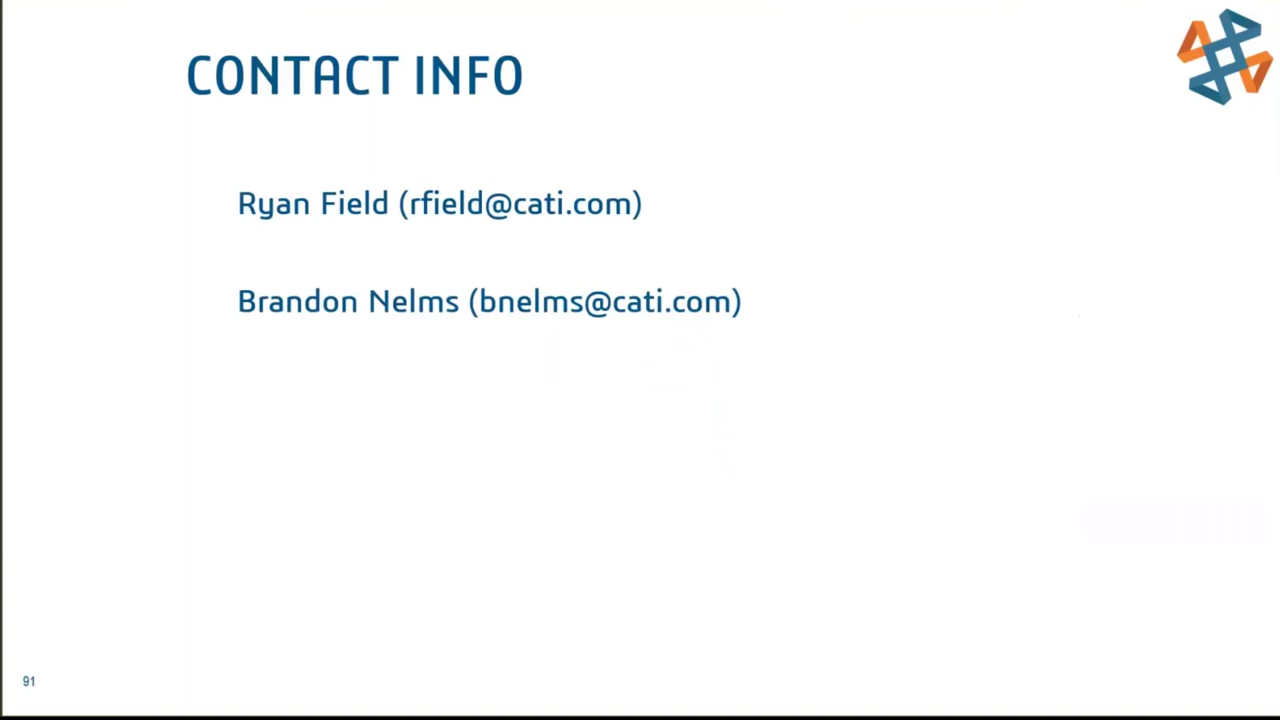 CONTACT INFO
Ryan Field (rfield@cati.com)
Brandon Nelms (bnelms@cati.com)
91